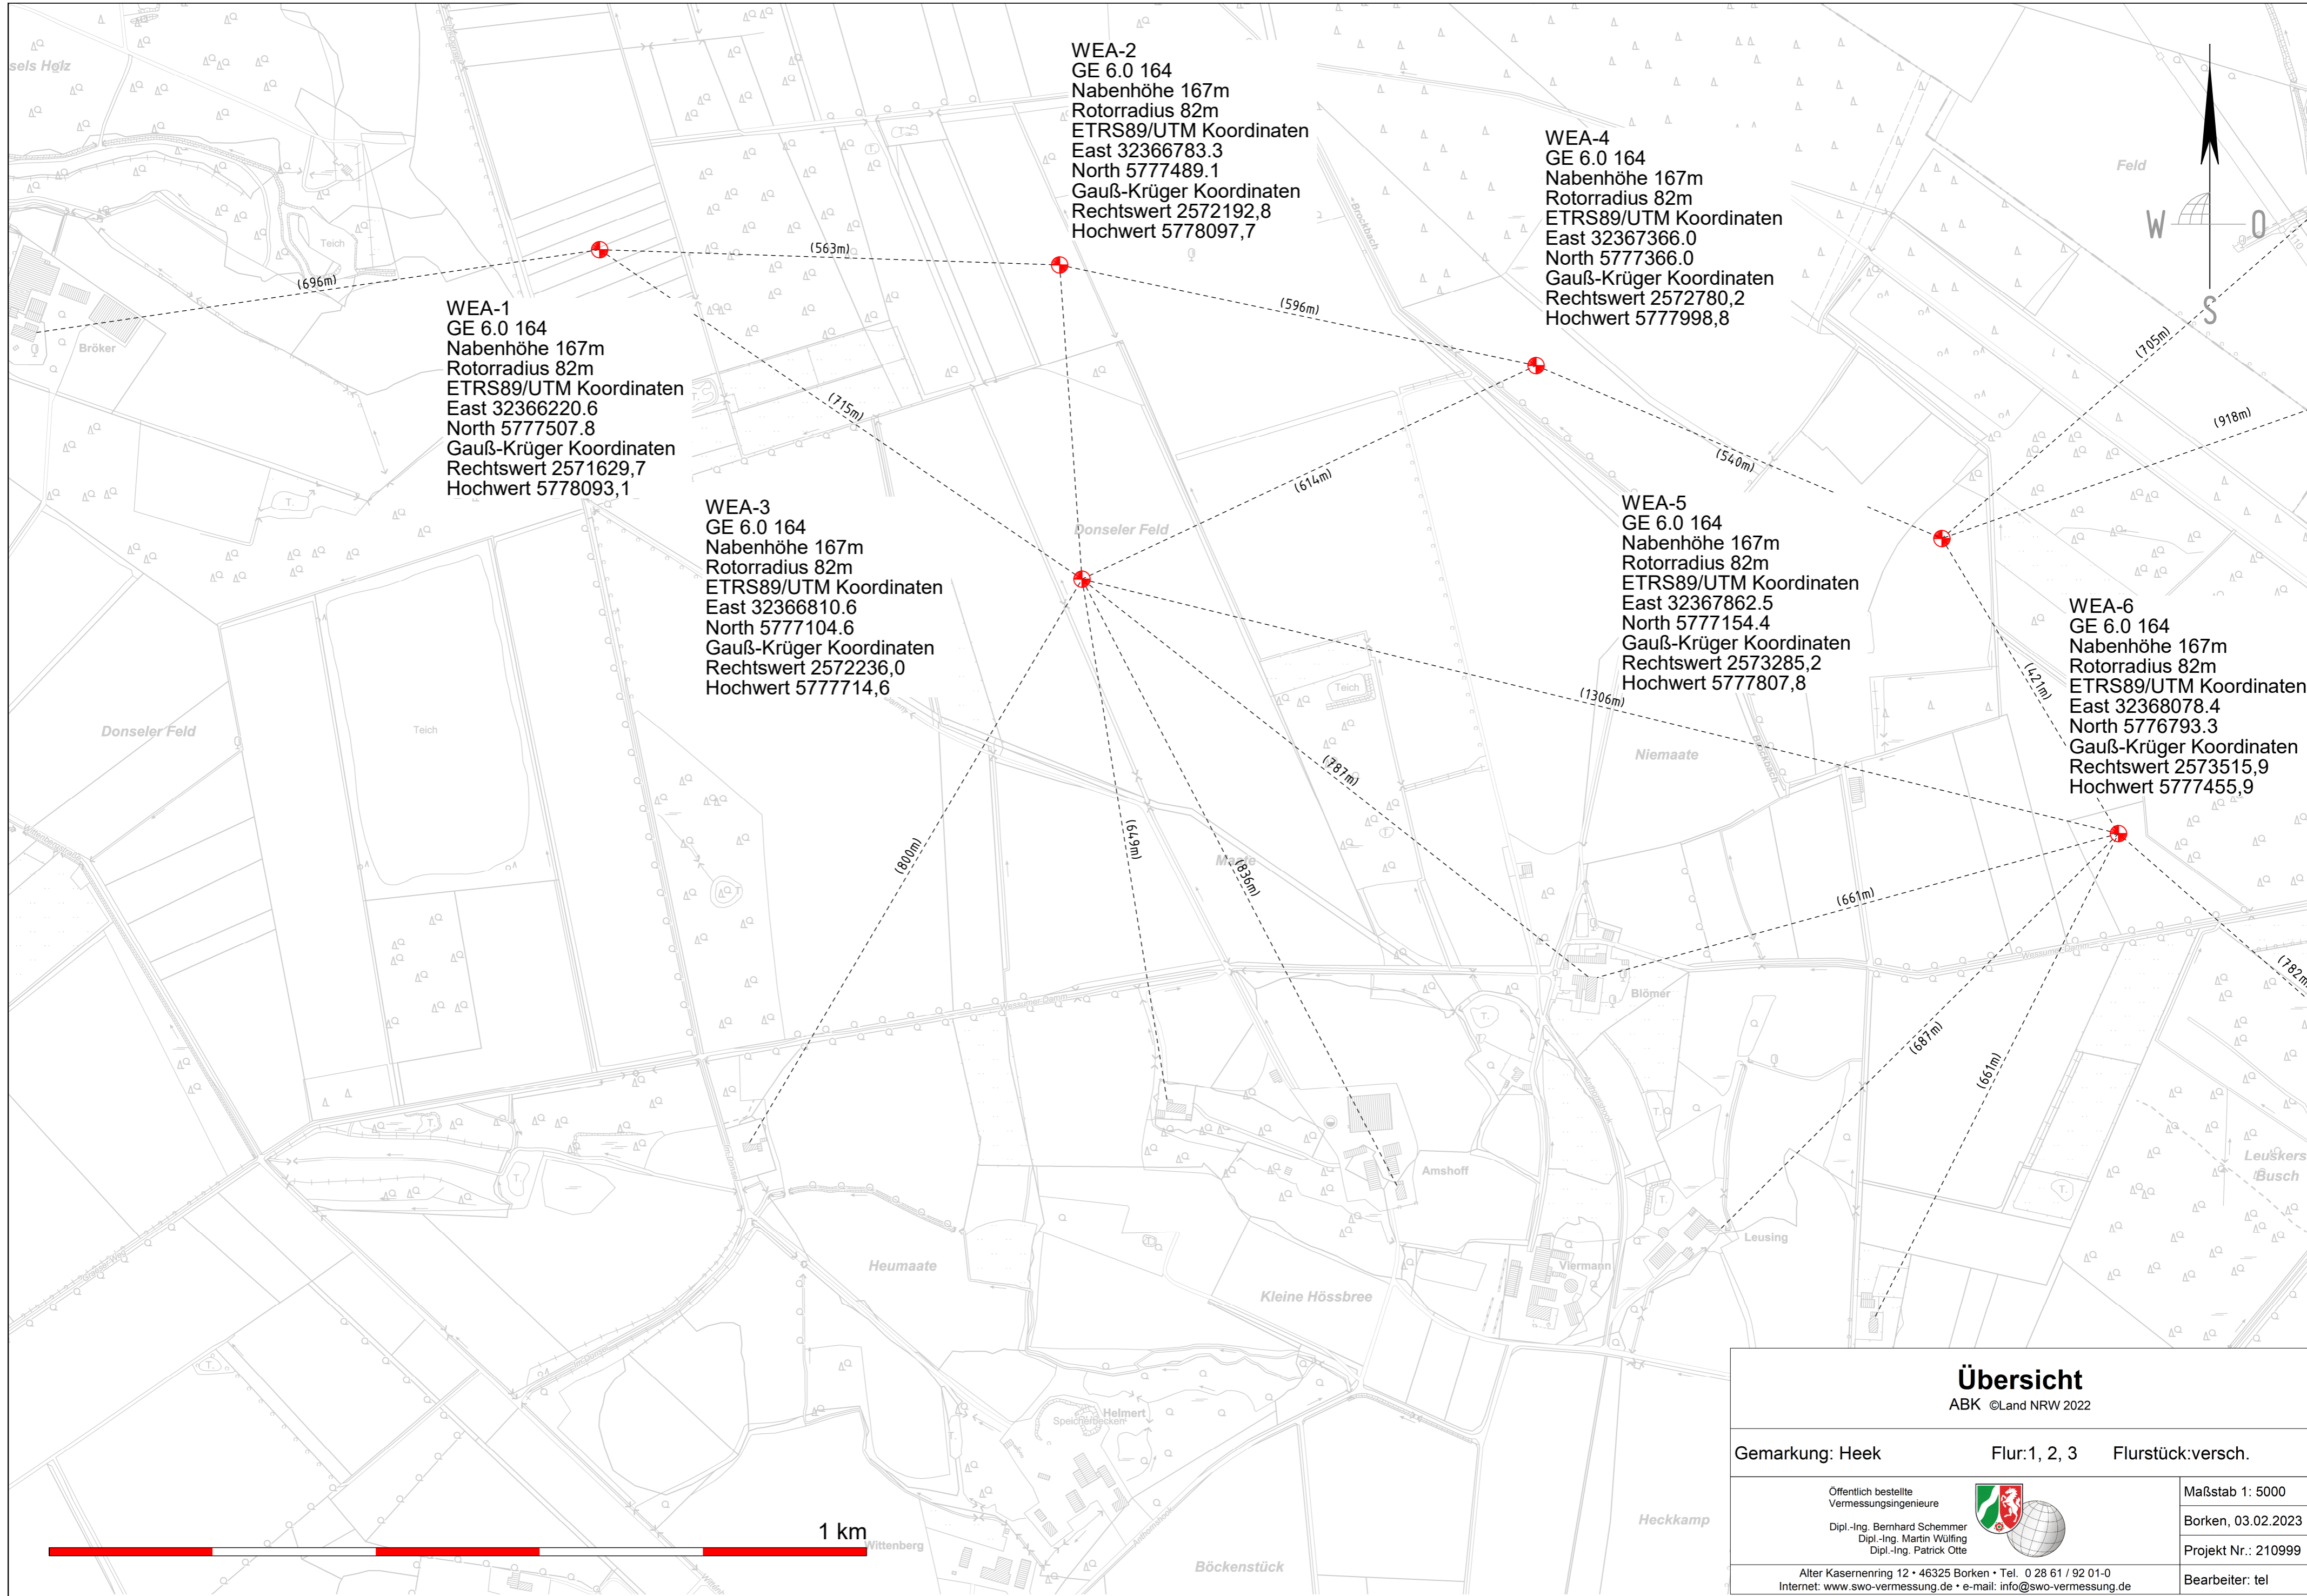 sels Holz
WEA-2
GE 6.0 164
Nabenhöhe 167m
Rotorradius 82m
ETRS89/UTM Koordinaten
East 32366783.3
North 5777489.1
Gauß-Krüger Koordinaten
Rechtswert 2572192,8
Hochwert 5778097,7
WEA-4
GE 6.0 164
Nabenhöhe 167m
Rotorradius 82m
ETRS89/UTM Koordinaten
East 32367366.0
North 5777366.0
Gauß-Krüger Koordinaten
Rechtswert 2572780,2
Hochwert 5777998,8
Feld
W
O
S
Teich
Brockbach
(563m)
(696m)
(596m)
(705m)
Bröker
WEA-1
GE 6.0 164
Nabenhöhe 167m
Rotorradius 82m
ETRS89/UTM Koordinaten
East 32366220.6
North 5777507.8
Gauß-Krüger Koordinaten
Rechtswert 2571629,7
Hochwert 5778093,1
(715m)
(918m)
(614m)
(540m)
T.
WEA-3
GE 6.0 164
Nabenhöhe 167m
Rotorradius 82m
ETRS89/UTM Koordinaten
East 32366810.6
North 5777104.6
Gauß-Krüger Koordinaten
Rechtswert 2572236,0
Hochwert 5777714,6
Donseler Feld
WEA-5
GE 6.0 164
Nabenhöhe 167m
Rotorradius 82m
ETRS89/UTM Koordinaten
East 32367862.5
North 5777154.4
Gauß-Krüger Koordinaten
Rechtswert 2573285,2
Hochwert 5777807,8
WEA-6
GE 6.0 164
Nabenhöhe 167m
Rotorradius 82m
ETRS89/UTM Koordinaten
East 32368078.4
North 5776793.3
Gauß-Krüger Koordinaten
Rechtswert 2573515,9
Hochwert 5777455,9
(421m)
Teich
(1306m)
Donseler Feld
Teich
Niemaate
Brockbach
(787m)
(800m)
(649m)
Maate
(836m)
(661m)
Wessumer Damm
Wessumer Damm
(782m)
Blömer
(687m)
(661m)
Amshoff
Leuskers
Busch
Leusing
Heumaate
Viermann
Kleine Hössbree
Helmert
Speicherbecken
1 km
Wittenberg
Böckenstück
Heckkamp
Übersicht
ABK ©Land NRW 2022
Gemarkung: Heek Flur:1, 2, 3 Flurstück:versch.
Öffentlich bestellte
Vermessungsingenieure
Dipl.-Ing. Bernhard Schemmer
Dipl.-Ing. Martin Wülfing
Dipl.-Ing. Patrick Otte
Maßstab 1: 5000
Borken, 03.02.2023
Projekt Nr.: 210999
Alter Kasernenring 12 • 46325 Borken • Tel. 0 28 61 / 92 01-0
Internet: www.swo-vermessung.de • e-mail: info@swo-vermessung.de
Bearbeiter: tel